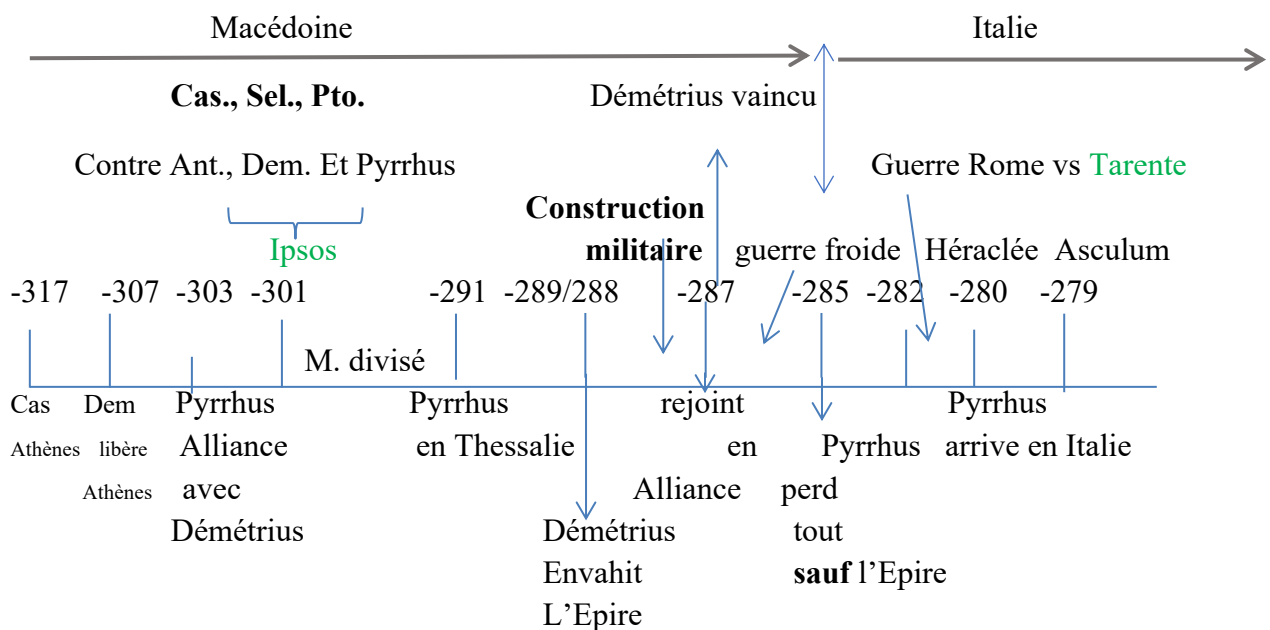 Macédoine Italie
Cas., Sel., Pto. Démétrius vaincu
Contre Ant., Dem. Et Pyrrhus Guerre Rome vs Tarente
Construction
militaire guerre froide Héraclée Asculum
Ipsos
-317 -307 -303 -301 -291 -289/288 -287 -285 -282 -280 -279
M. divisé
Cas Dem Pyrrhus Pyrrhus rejoint Pyrrhus
Athènes libère Alliance en Thessalie en Pyrrhus arrive en Italie
Athènes avec Alliance perd
Démétrius Démétrius tout
Envahit sauf l’Epire
L’Epire